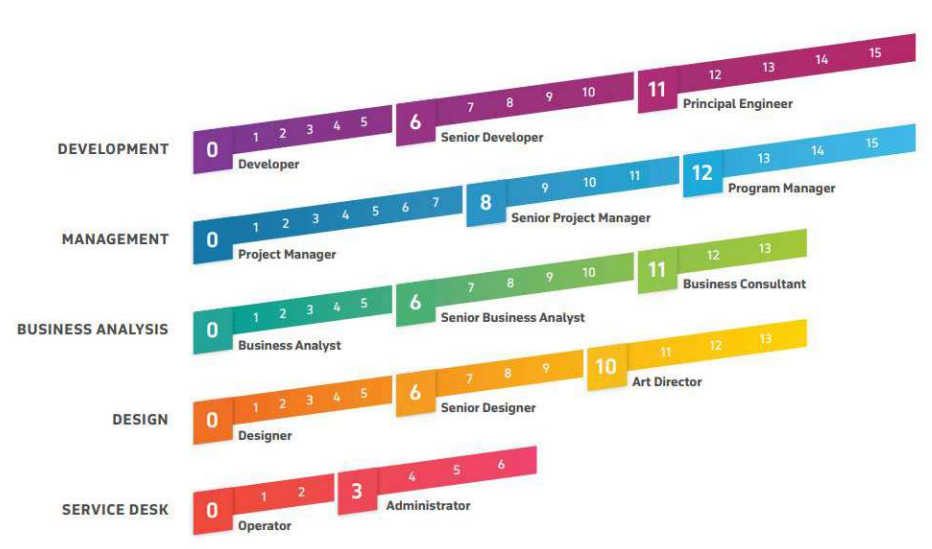 DEVELOPMENT
0 1 2 3 4 5 6 7 8 9 10 11 12 13 14 15
Developer Senior Developer Principal Engineer
MANAGEMENT
0 1 2 3 4 5 6 7 8 9 10 11 12 13 14 15
Project Manager Senior Project Manager Program Manager
BUSINESS ANALYSIS
0 1 2 3 4 5 6 7 8 9 10 11 12 13
Business Analyst Senior Business Analyst Business Consultant
DESIGN
0 1 2 3 4 5 6 7 8 9 10 11 12 13
Designer Senior Designer Art Director
SERVICE DESK
0 1 2 3 4 5 6
Operator Administrator